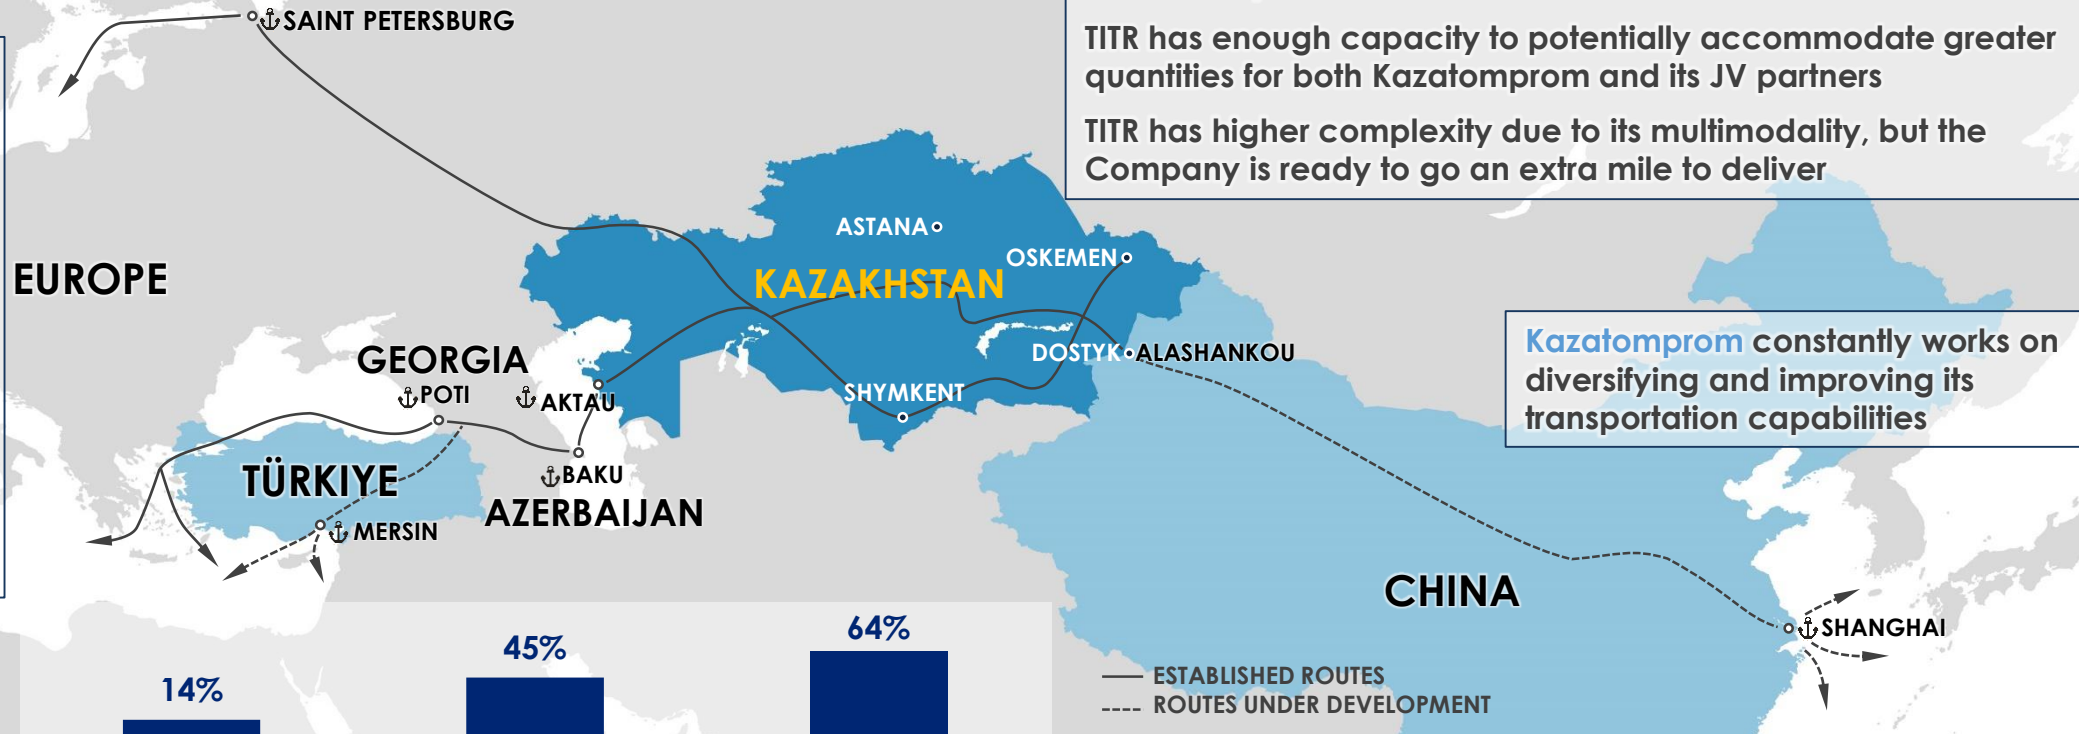 SAINT PETERSBURG
TITR has enough capacity to potentially accommodate greater
quantities for both Kazatomprom and its JV partners
TITR has higher complexity due to its multimodality, but the
Company is ready to go an extra mile to deliver
ASTANA
OSKEMEN
EUROPE
KAZAKHSTAN
Kazatomprom constantly works on
diversifying and improving its
transportation capabilities
GEORGIA
DOSTYK
ALASHANKOU
POTI
AKTAU
SHYMKENT
TÜRKIYE
BAKU
AZERBAIJAN
MERSIN
CHINA
SHANGHAI
14%
45%
64%
ESTABLISHED ROUTES
ROUTES UNDER DEVELOPMENT